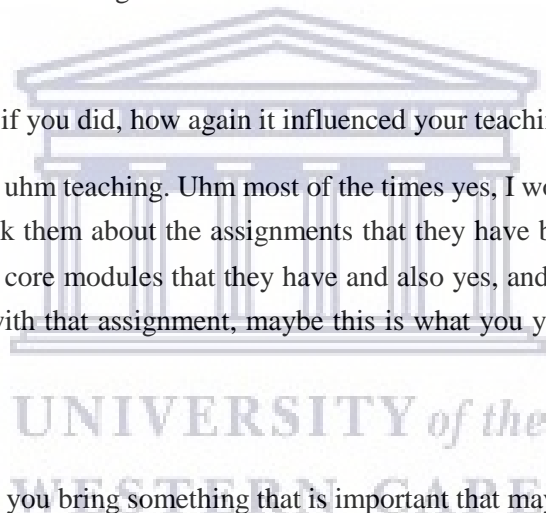 if you did, how again it influenced your teachi
uhm teaching. Uhm most of the times yes, I wo
k them about the assignments that they have b
core modules that they have and also yes, and
with that assignment, maybe this is what you y
UNIVERSITY of the
WESTERN CAPE
you bring something that is important that may